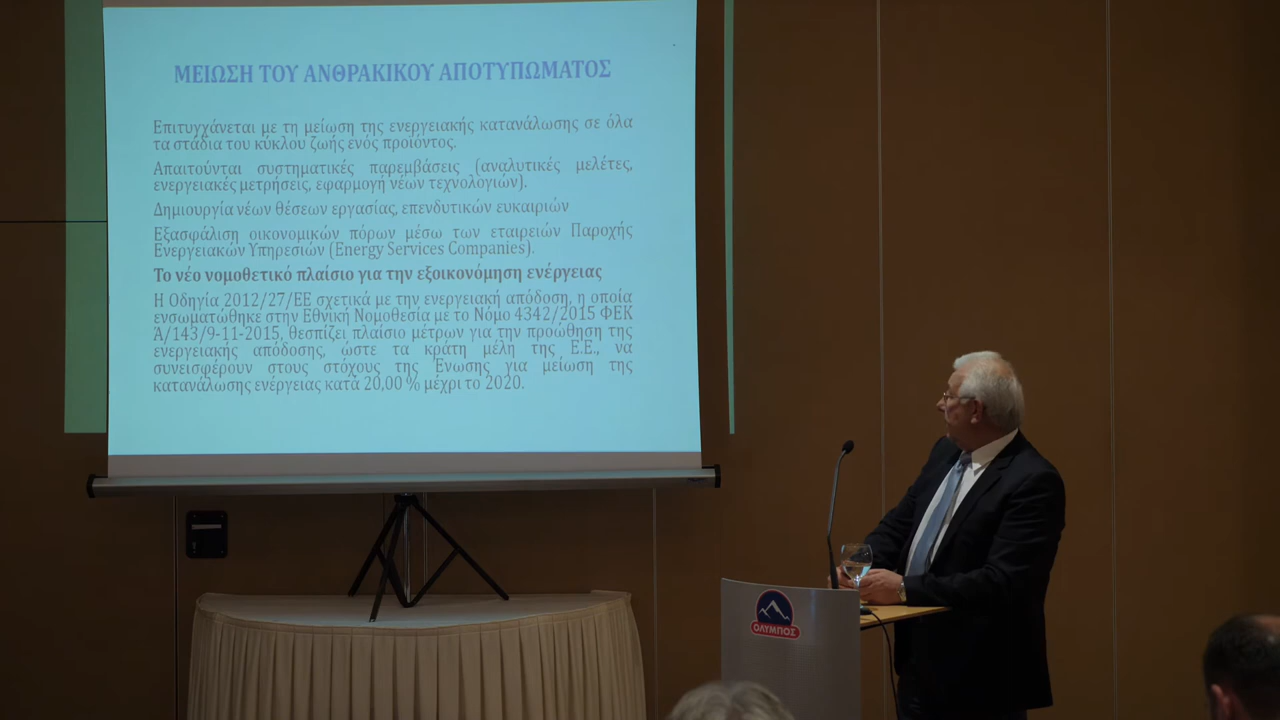 ΜΕΙΩΣΗ ΤΟΥ ΑΝΘΡΑΚΙΚΟΥ ΑΠΟΤΥΠΩΜΑΤΟΣ
Επιτυγχάνεται με τη μείωση της ενεργειακής κατανάλωσης σε όλα
τα στάδια του κύκλου ζωής ενός προϊόντος.
Απαιτούνται συστηματικές παρεμβάσεις (αναλυτικές μελέτες,
ενεργειακές μετρήσεις, εφαρμογή νέων τεχνολογιών).
Δημιουργία νέων θέσεων εργασίας, επενδυτικών ευκαιριών
Εξασφάλιση οικονομικών πόρων μέσω των εταιρειών Παροχής
Ενεργειακών Υπηρεσιών (Energy Services Companies).
Το νέο νομοθετικό πλαίσιο για την εξοικονόμηση ενέργειας
Η Οδηγία 2012/27/ΕΕ σχετικά με την ενεργειακή απόδοση, η οποία
ενσωματώθηκε στην Εθνική Νομοθεσία με το Νόμο 4342/2015 ΦΕΚ
Ά/143/9-11-2015, θεσπίζει πλαίσιο μέτρων για την προώθηση της
ενεργειακής απόδοσης, ώστε τα κράτη μέλη της Ε.Ε., να
συνεισφέρουν στους στόχους της Ένωσης για μείωση της
κατανάλωσης ενέργειας κατά 20,00 % μέχρι το 2020.
ΟΛΥΜΠΟΣ